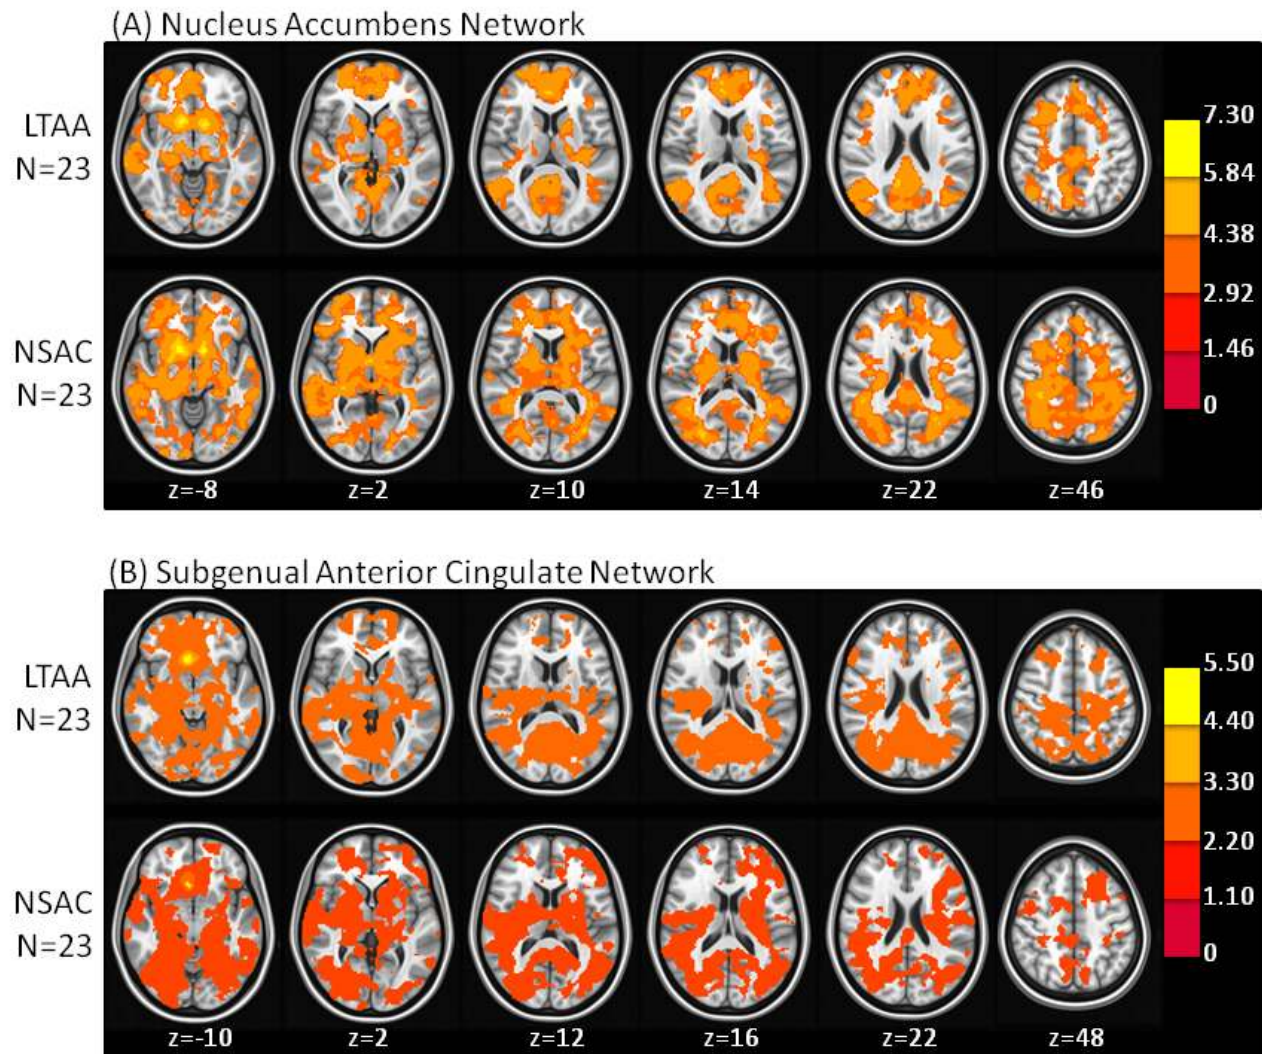 (A) Nucleus Accumbens Network
LTAA
N=23
7.30
5.84
4.38
2.92
1.46
0
NSAC
N=23
z=-8 z=2 z=10 z=14 z=22 z=46
(B) Subgenual Anterior Cingulate Network
LTAA
N=23
5.50
4.40
3.30
2.20
1.10
0
NSAC
N=23
z=-10 z=2 z=12 z=16 z=22 z=48